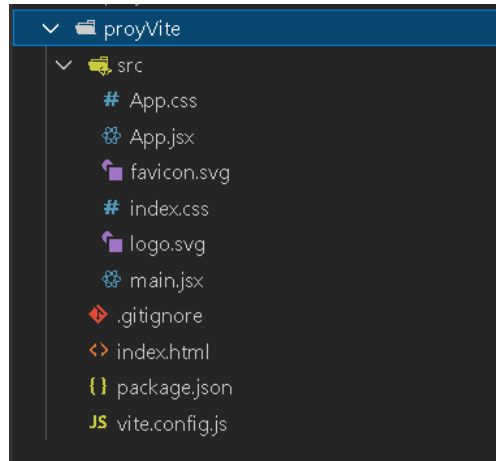 proyVite
src
# App.css
App.jsx
favicon.svg
# index.css
logo.svg
main.jsx
.gitignore
<> index.html
{} package.json
JS vite.config.js